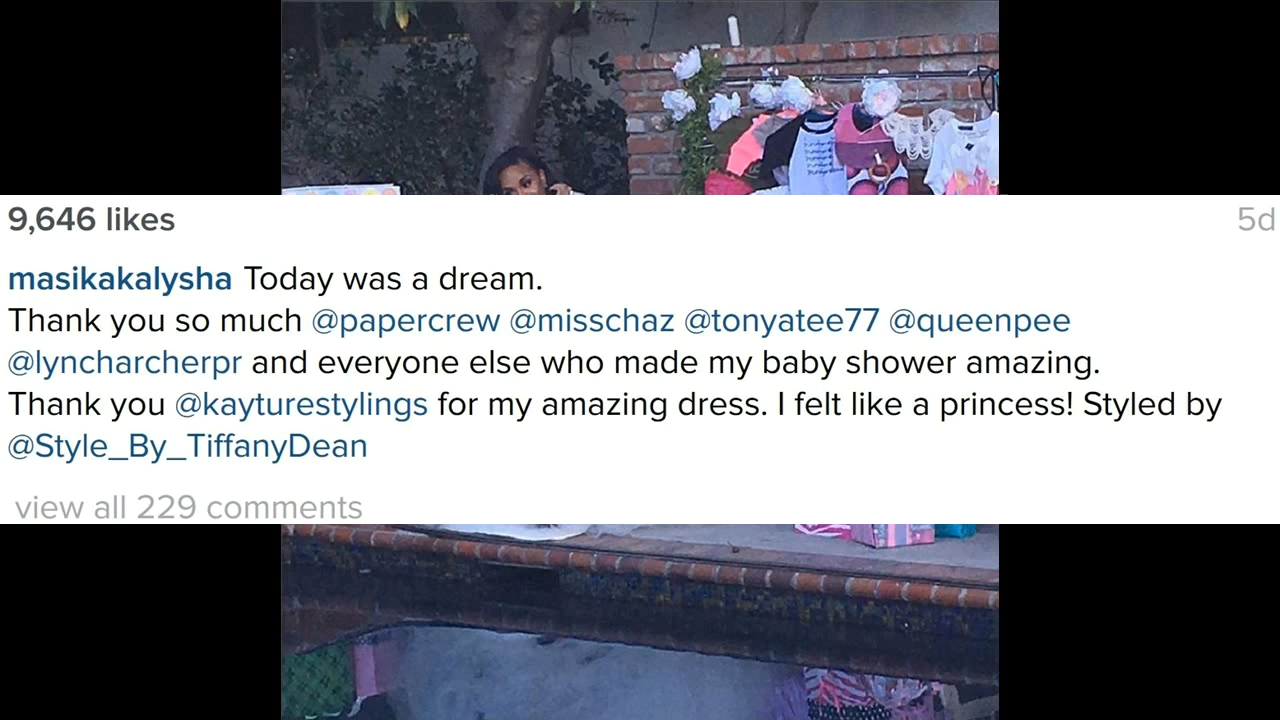 9,646 likes
5d
masikakalysha Today was a dream.
Thank you so much @papercrew @misschaz @tonyatee77 @queenpee
@lyncharcherpr and everyone else who made my baby shower amazing.
Thank you @kayturestylings for my amazing dress. I felt like a princess! Styled by
@Style_By_TiffanyDean
view all 229 comments